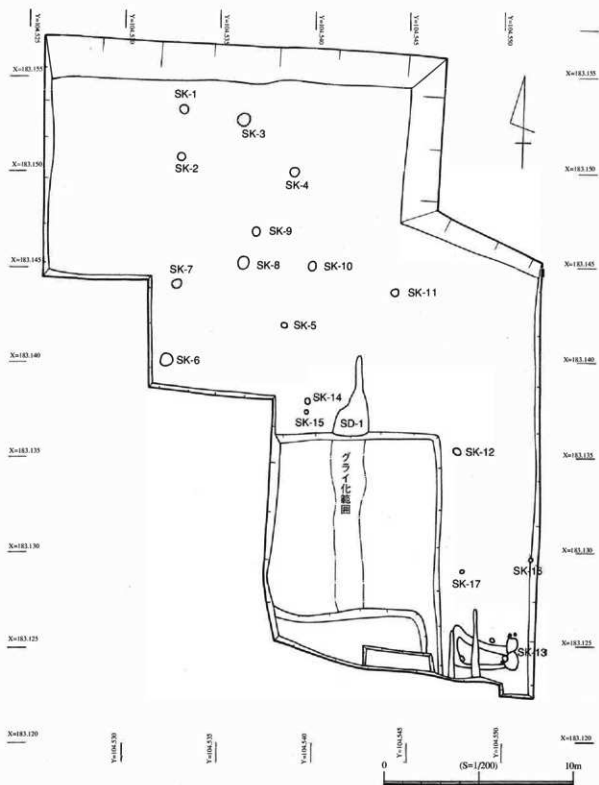 Y=104.525
Y=104.530
Y=104.535
Y=104.540
Y=104.545
Y=104.550
X=183.155
X=183.155
SK-1
SK-3
SK-2
SK-4
X=183.150
X=183.150
SK-9
SK-8
SK-10
SK-7
SK-11
X=183.145
X=183.145
SK-5
SK-6
X=183.140
X=183.140
SK-14
SK-15
SD-1
SK-12
X=183.135
X=183.135
グライ化範囲
X=183.130
X=183.130
SK-16
SK-17
X=183.125
X=183.125
SK-13
X=183.120
X=183.120
Y=104.530
Y=104.535
Y=104.540
Y=104.545
Y=104.550
0
(S=1/200)
10m